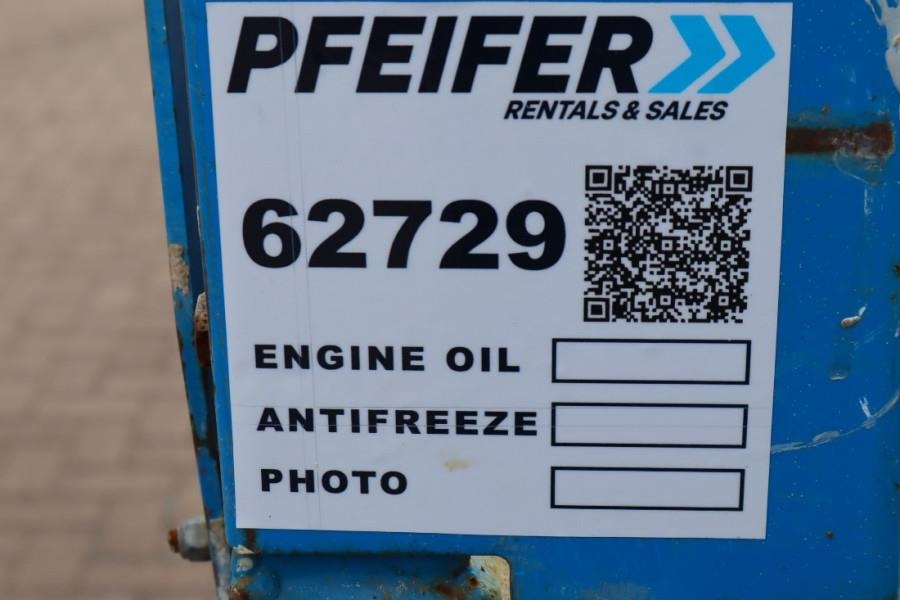 PFEIFER
RENTALS & SALES
62729
ENGINE OIL
ANTIFREEZE
PHOTO